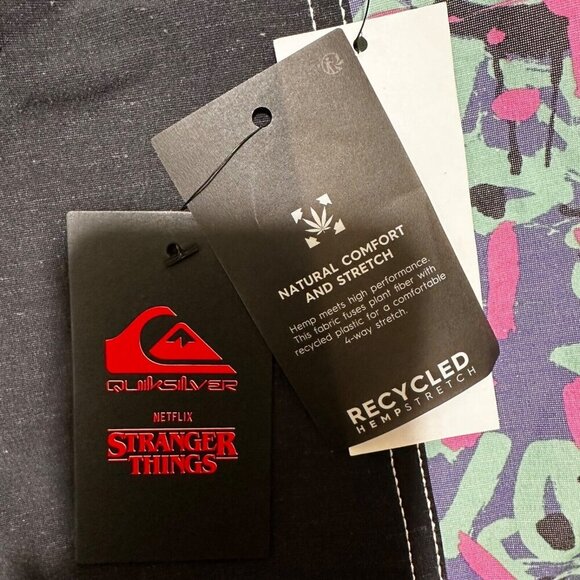 QUIKSILVER
NETFLIX
STRANGER
THINGS
R
NATURAL COMFORT
AND STRETCH
Hemp meets high performance.
This fabric fuses plant fiber with
recycled plastic for a comfortable
4-way stretch.
RECYCLED
HEMPSTRETCH